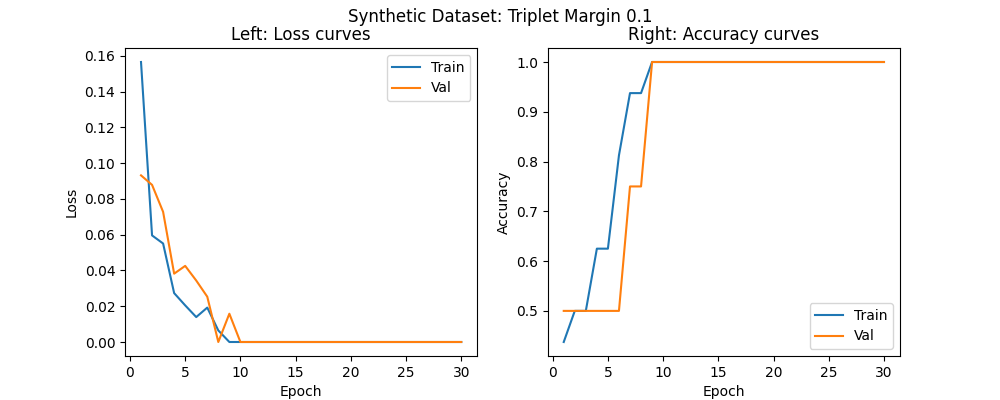 Synthetic Dataset: Triplet Margin 0.1
Left: Loss curves
Train
Val
0.16
0.14
0.12
0.10
0.08
0.06
0.04
0.02
0.00
Loss
0 5 10 15 20 25 30
Epoch
Right: Accuracy curves
1.0
0.9
0.8
0.7
0.6
0.5
Accuracy
Train
Val
0 5 10 15 20 25 30
Epoch